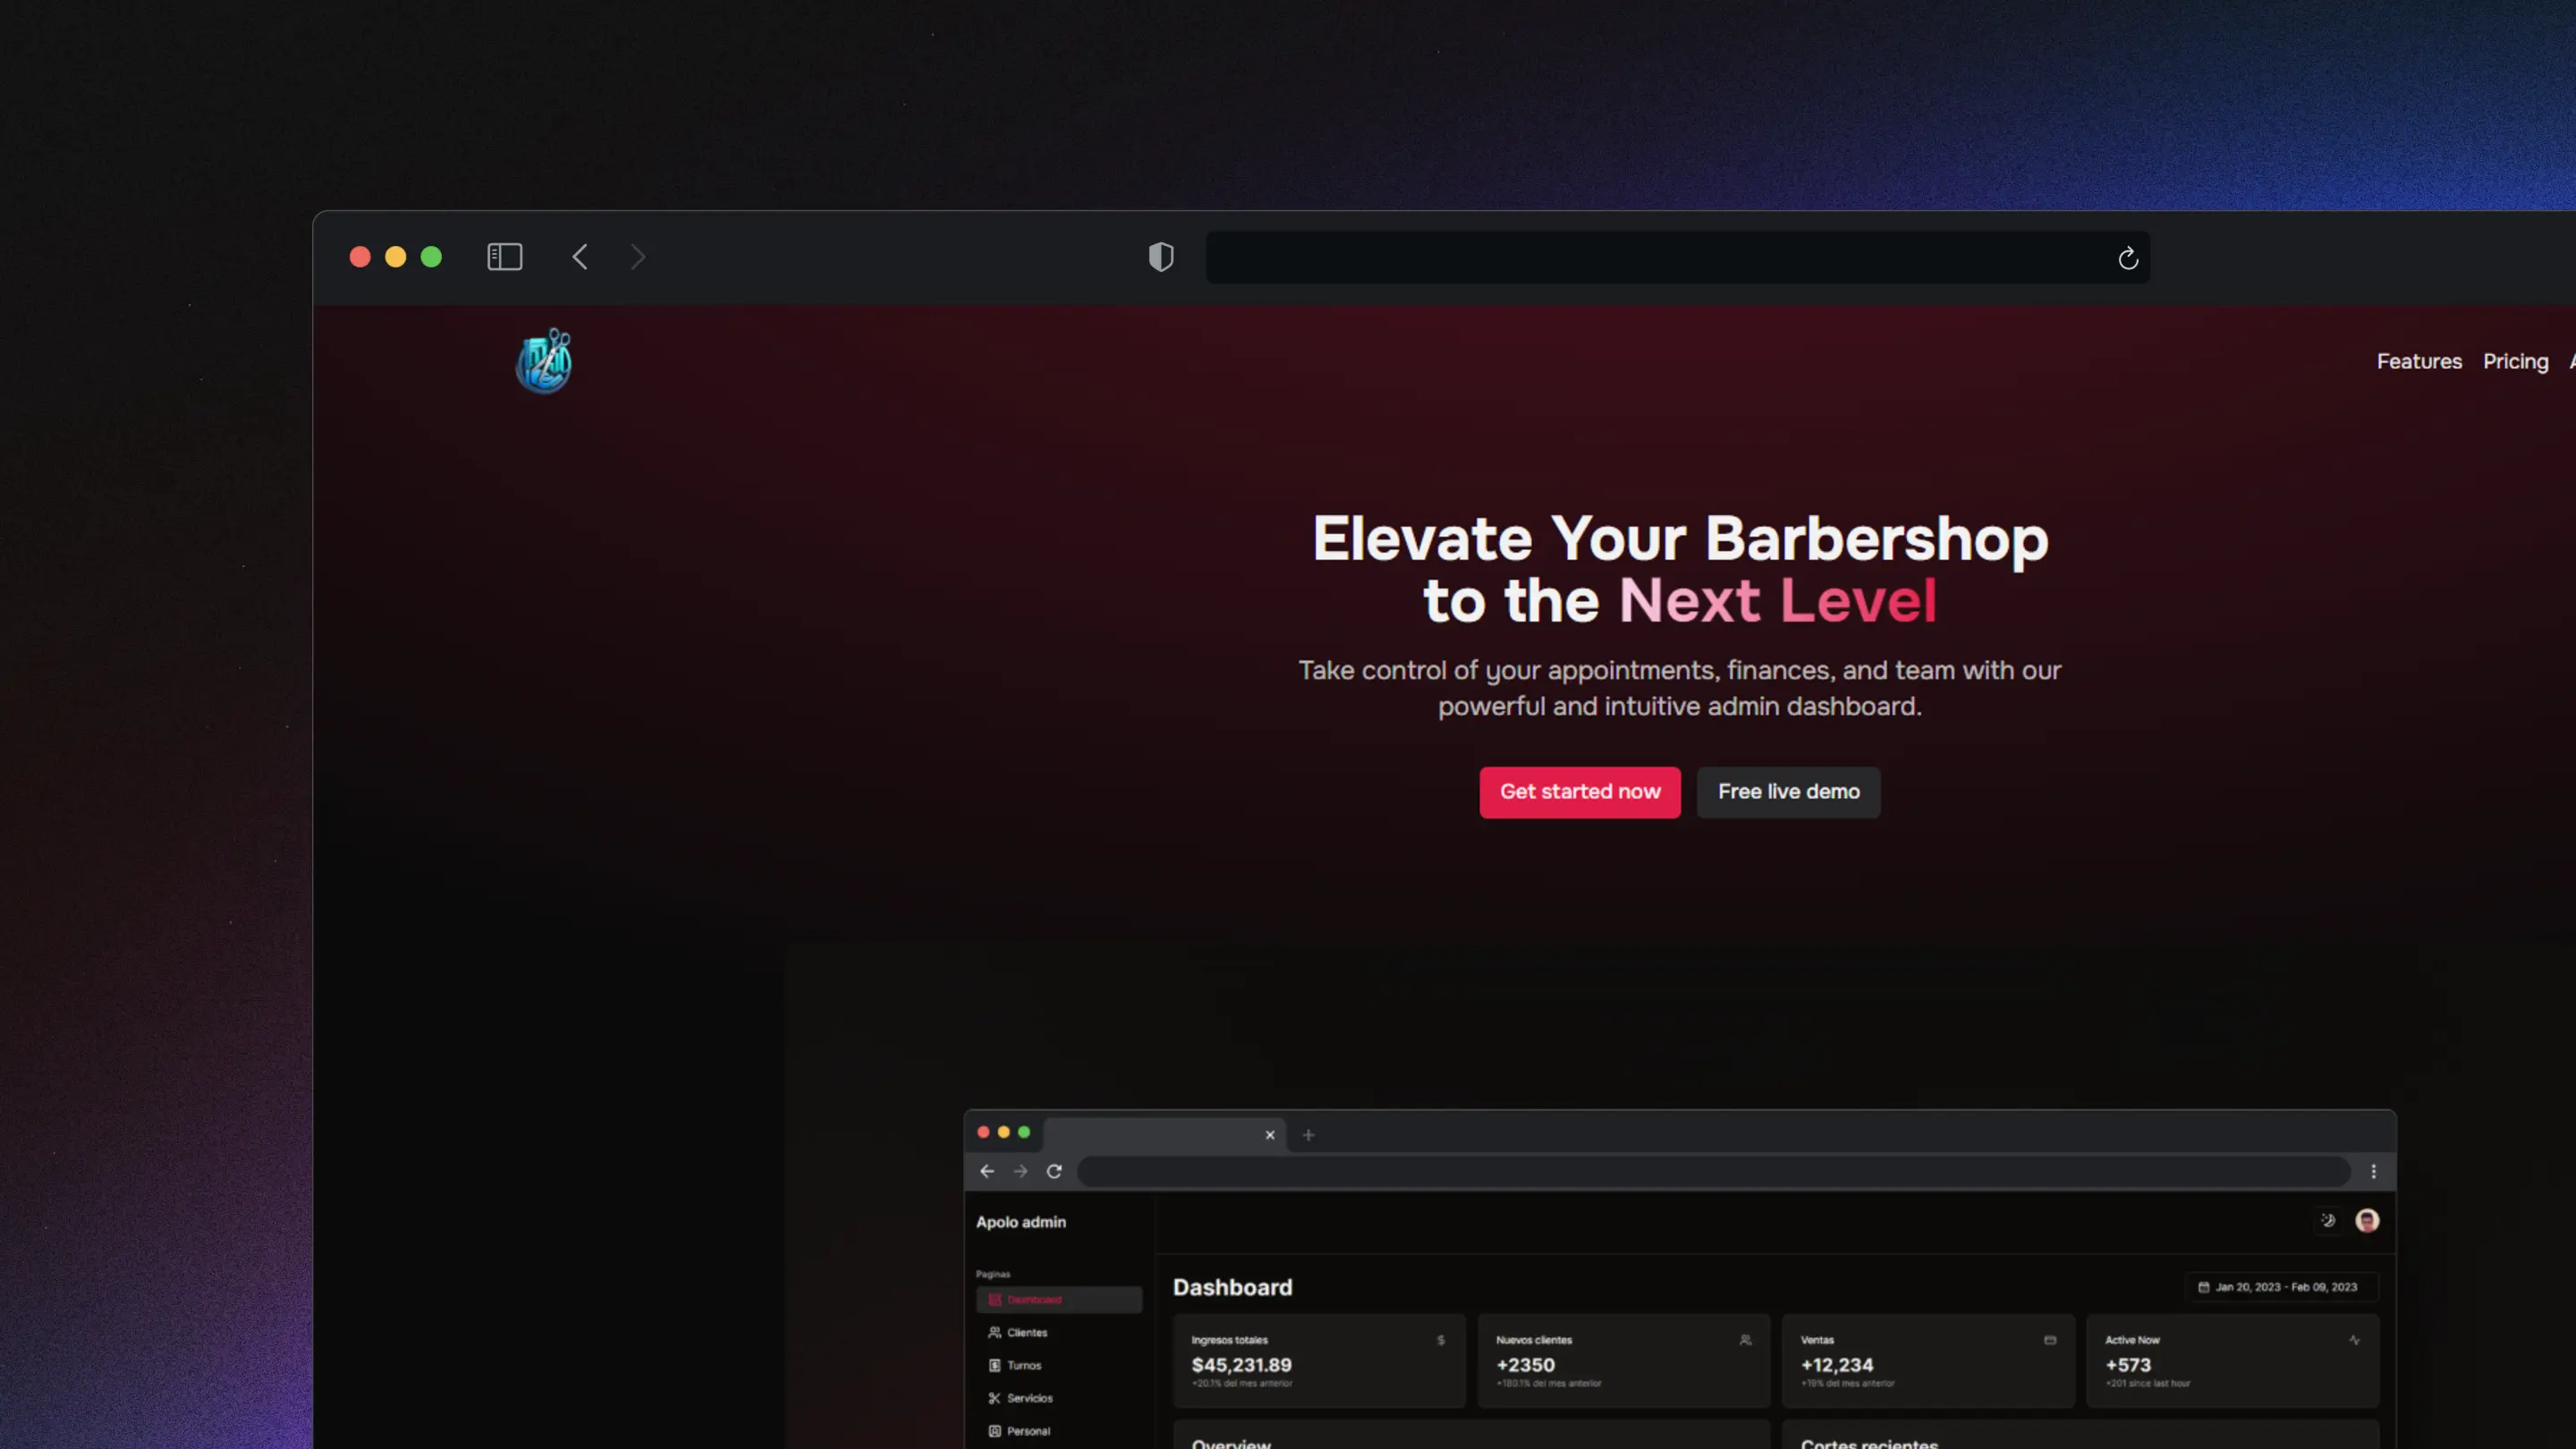 Features Pricing
Elevate Your Barbershop
to the Next Level
Take control of your appointments, finances, and team with our
powerful and intuitive admin dashboard.
Get started now
Free live demo
Apolo admin
Paginas
Dashboard
Clientes
Turnos
Servicios
Personal
Dashboard
Jan 20, 2023 - Feb 09, 2023
Ingresos totales
$45,231.89
+20.1% del mes anterior
Nuevos clientes
+2350
+180.1% del mes anterior
Ventas
+12,234
+19% del mes anterior
Active Now
+573
+201 since last hour
Overview
Cortes recientes